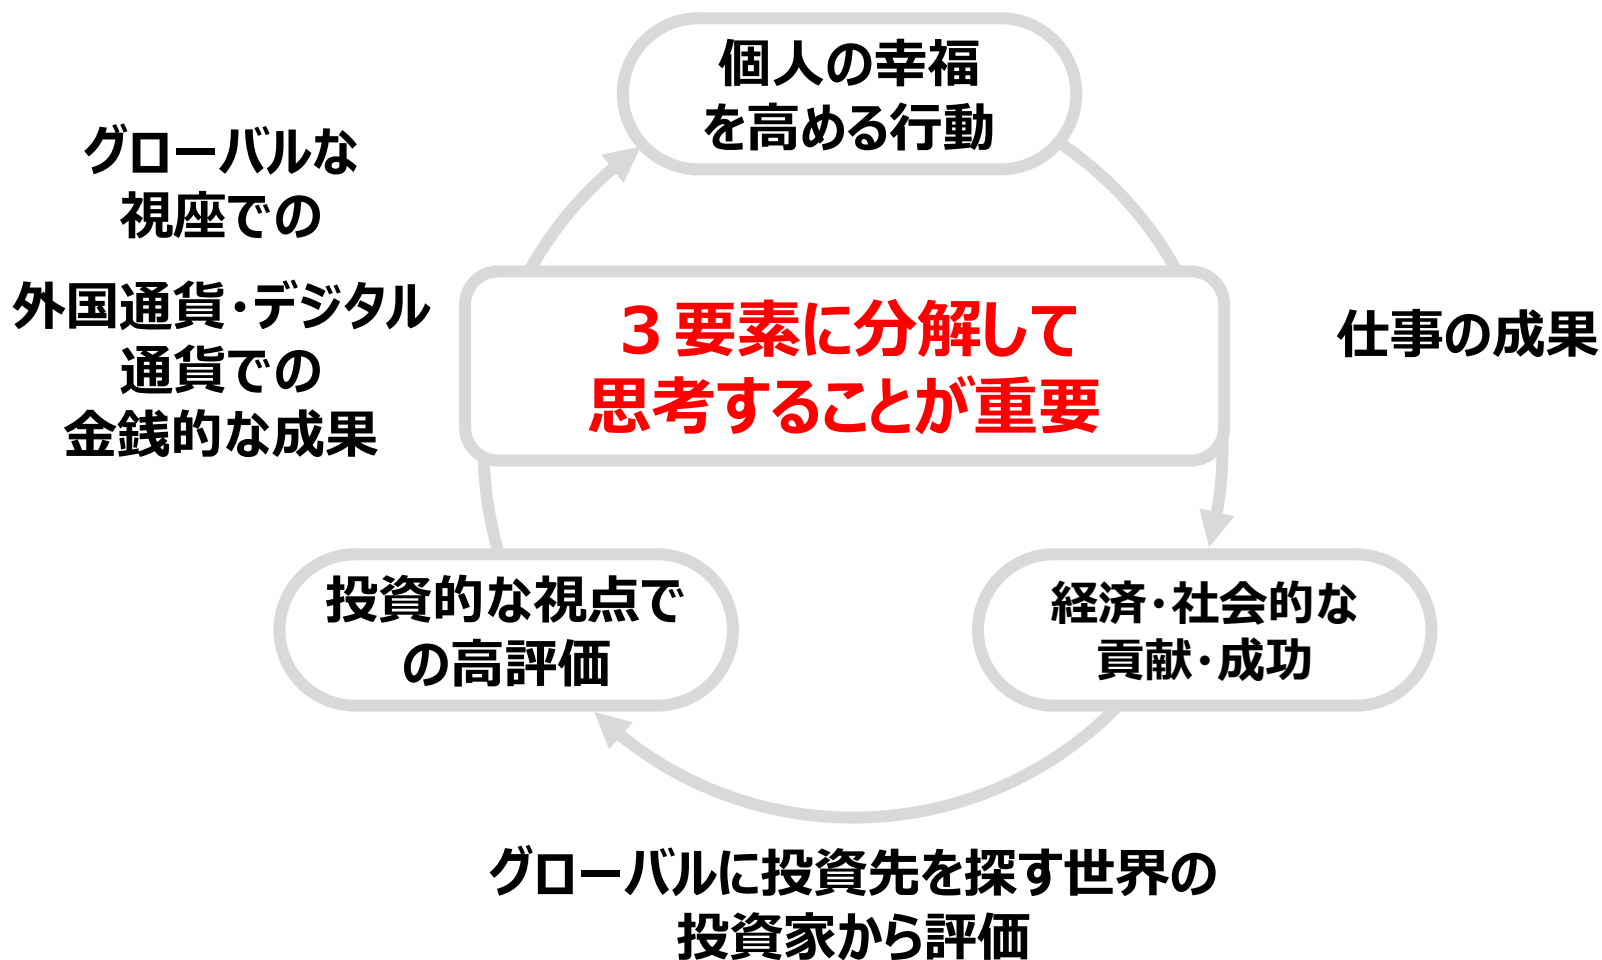 個人の幸福
を高める行動
グローバルな
視座での
外国通貨・デジタル
通貨での
金銭的な成果
3要素に分解して
思考することが重要
仕事の成果
投資的な視点で
の高評価
経済・社会的な
貢献・成功
グローバルに投資先を探す世界の
投資家から評価